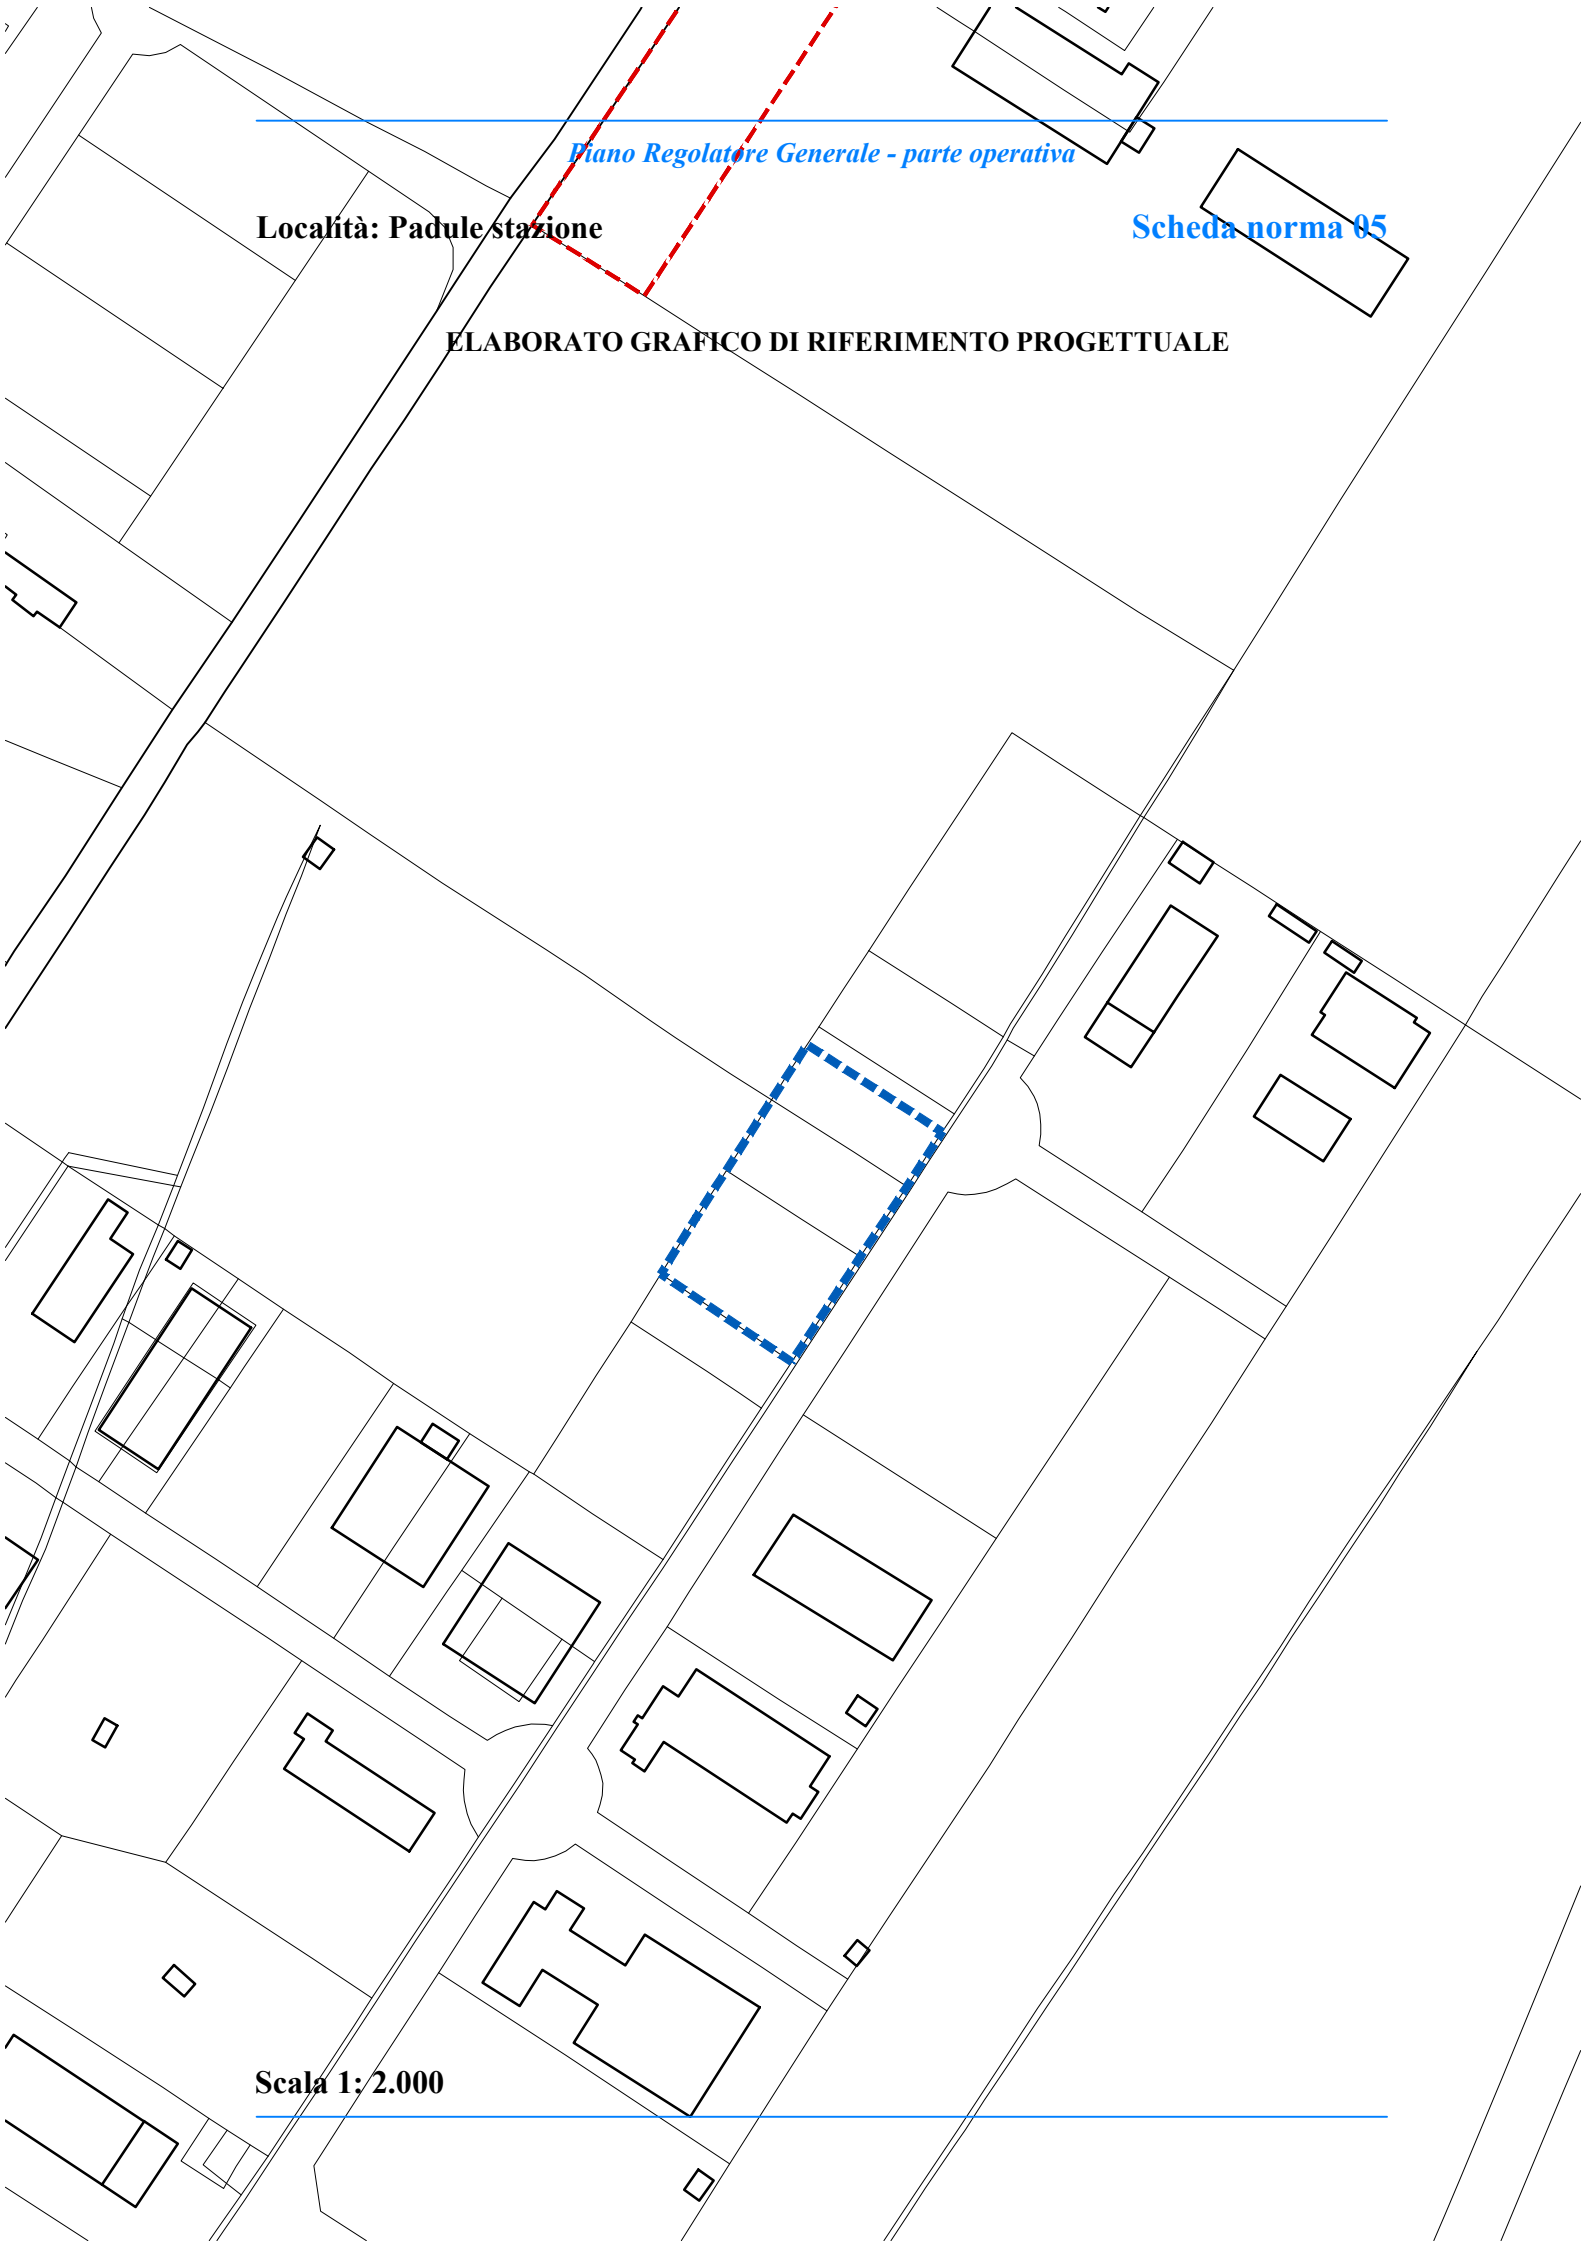 Piano Regolatore Generale - parte operativa
Località: Padule stazione
Scheda norma 05
ELABORATO GRAFICO DI RIFERIMENTO PROGETTUALE
Scala 1: 2.000